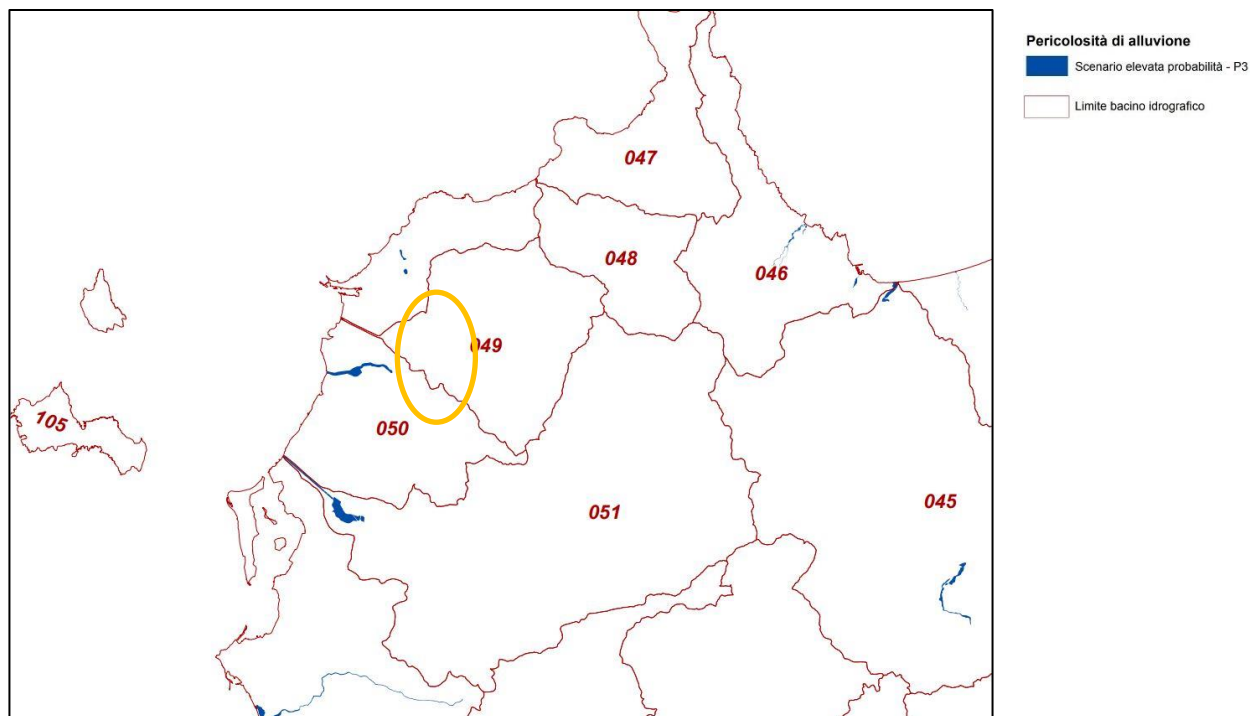 Pericolosità di alluvione
Scenario elevata probabilità - P3
Limite bacino idrografico
047
048
046
049
105
050
051
045